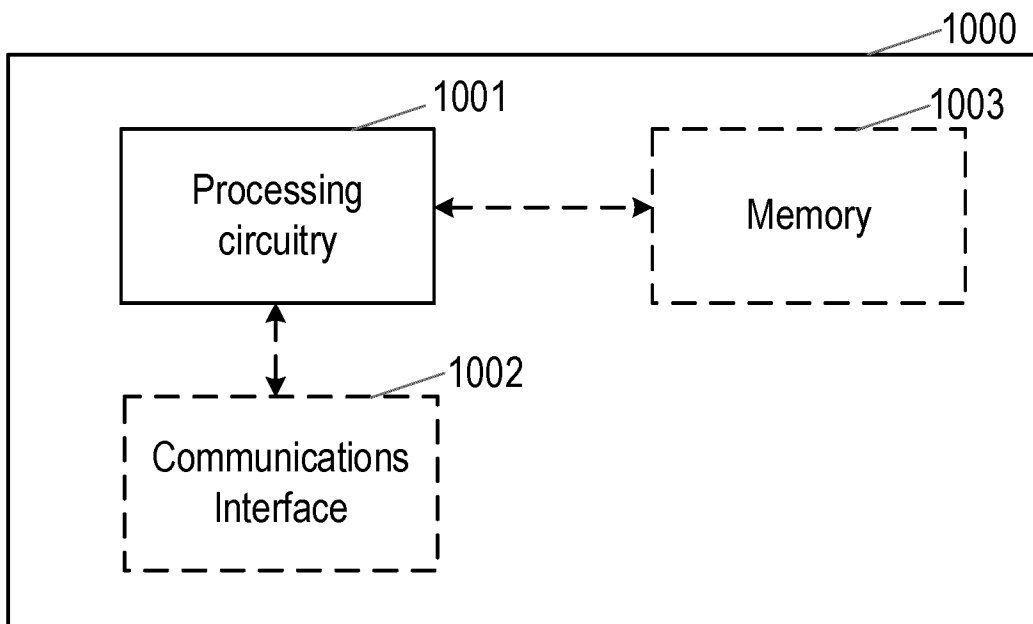 1000
1001
1003
Processing
circuitry
Memory
1002
Communications
Interface